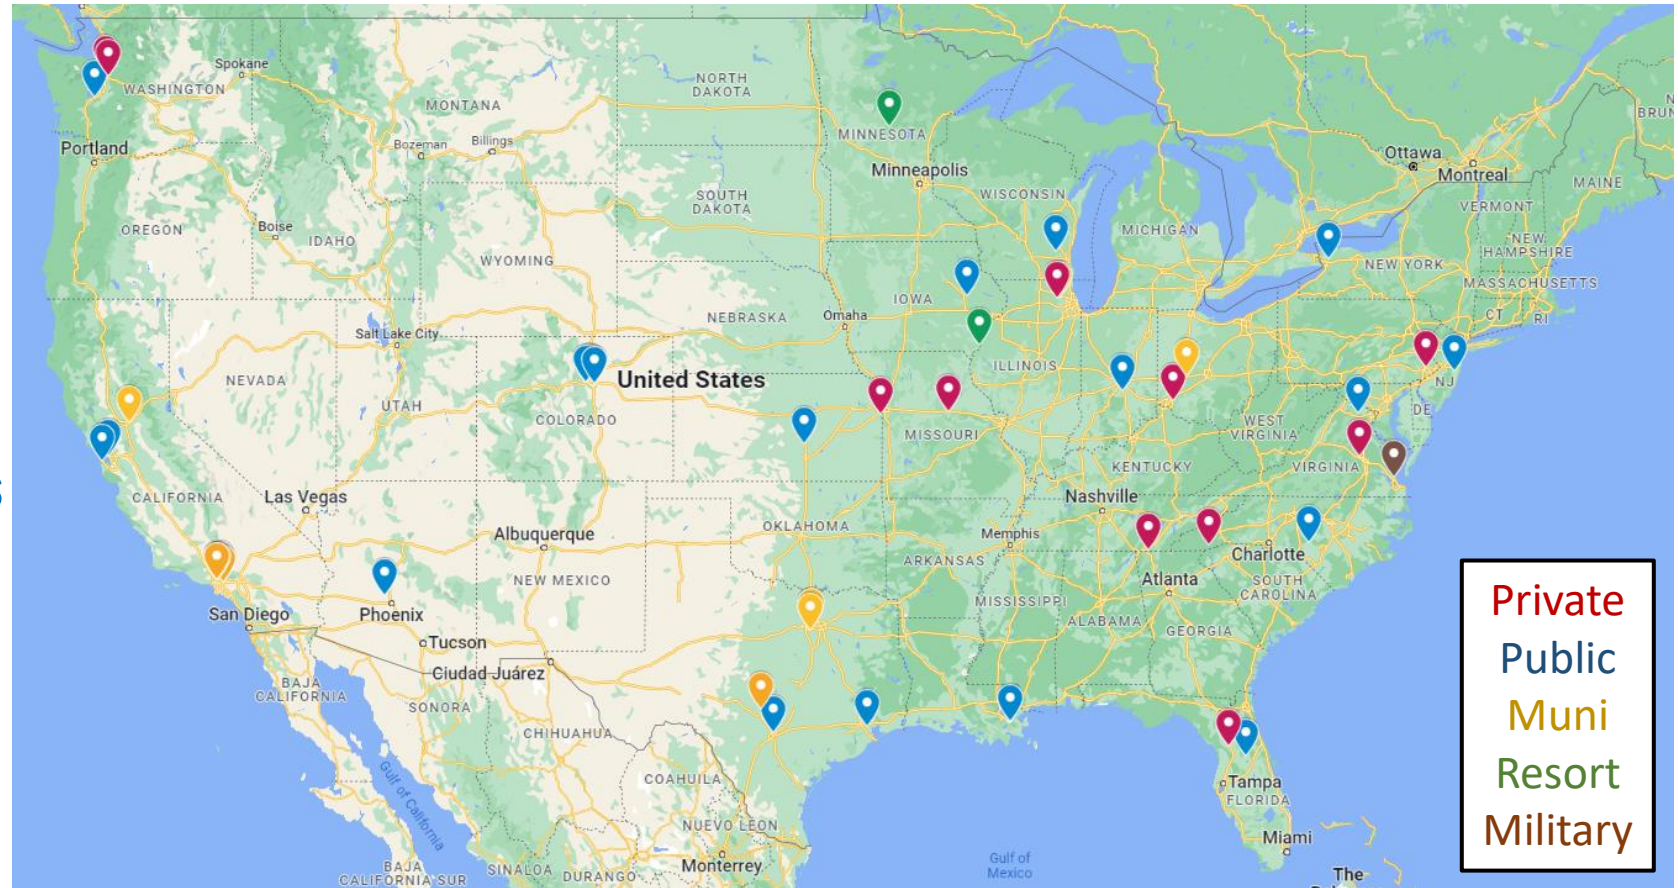 Spokane
WASHINGTON
NORTH
DAKOTA
MONTANA
MINNESOTA
Portland
Bozeman
Billings
Ottawa
Montreal
Minneapolis
MAINE
SOUTH
DAKOTA
WISCONSIN
VERMONT
OREGON
Boise
IDAHO
MICHIGAN
NEW
HAMPSHIRE
WYOMING
NEW YORK
MASSACHUSETTS
IOWA
CT
RI
NEBRASKA
Omaha
Salt Lake City
ILLINOIS
United States
NEVADA
NJ
UTAH
COLORADO
DE
WEST
VIRGINIA
MISSOURI
KENTUCKY
VIRGINIA
CALIFORNIA
Las Vegas
Nashville
OKLAHOMA
Albuquerque
Memphis
Charlotte
ARKANSAS
NEW MEXICO
Atlanta
SOUTH
CAROLINA
MISSISSIPPI
San Diego
Phoenix
ALABAMA
GEORGIA
Tucson
Ciudad Juárez
BAJA
CALIFORNIA
SONORA
CHIHUAHUA
COAHUILA
Gulf of California
Tampa
FLORIDA
NUEVO LEON
Miami
Monterrey
Gulf of
Mexico
BAJA
CALIFORNIA SUR
SINALOA
DURANGO
The
Private
Public
Muni
Resort
Military